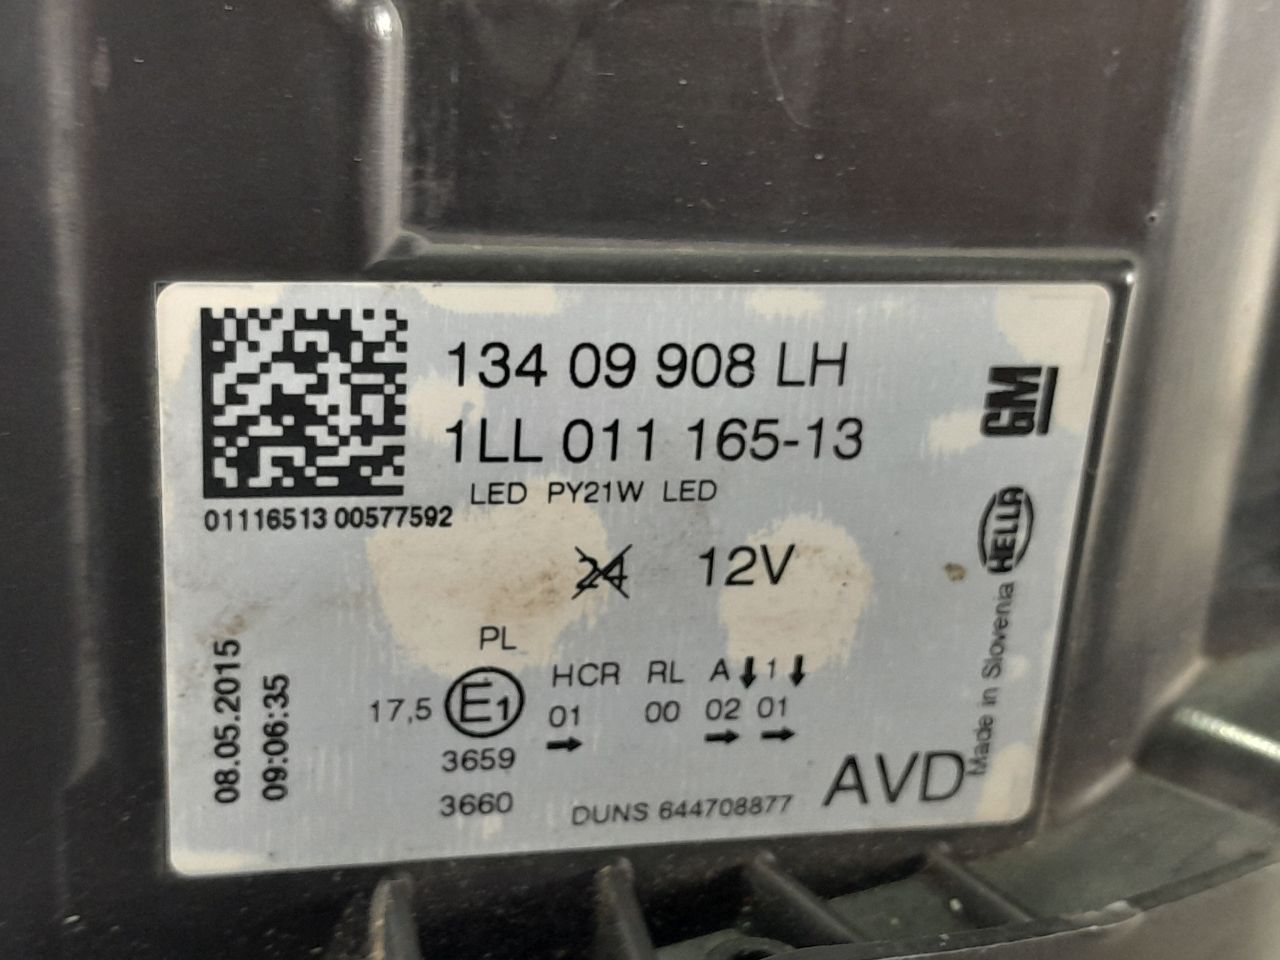 134 09 908 LH
1LL 011 165-13
LED PY21W LED
01116513 00577592
24 12V
PL
HCR RL A 1
17,5 E1 01 00 02 01
3659
3660
DUNS 644708877
AVD
08.05.2015
09:06:35
GM
HELLA
Made in Slovenia